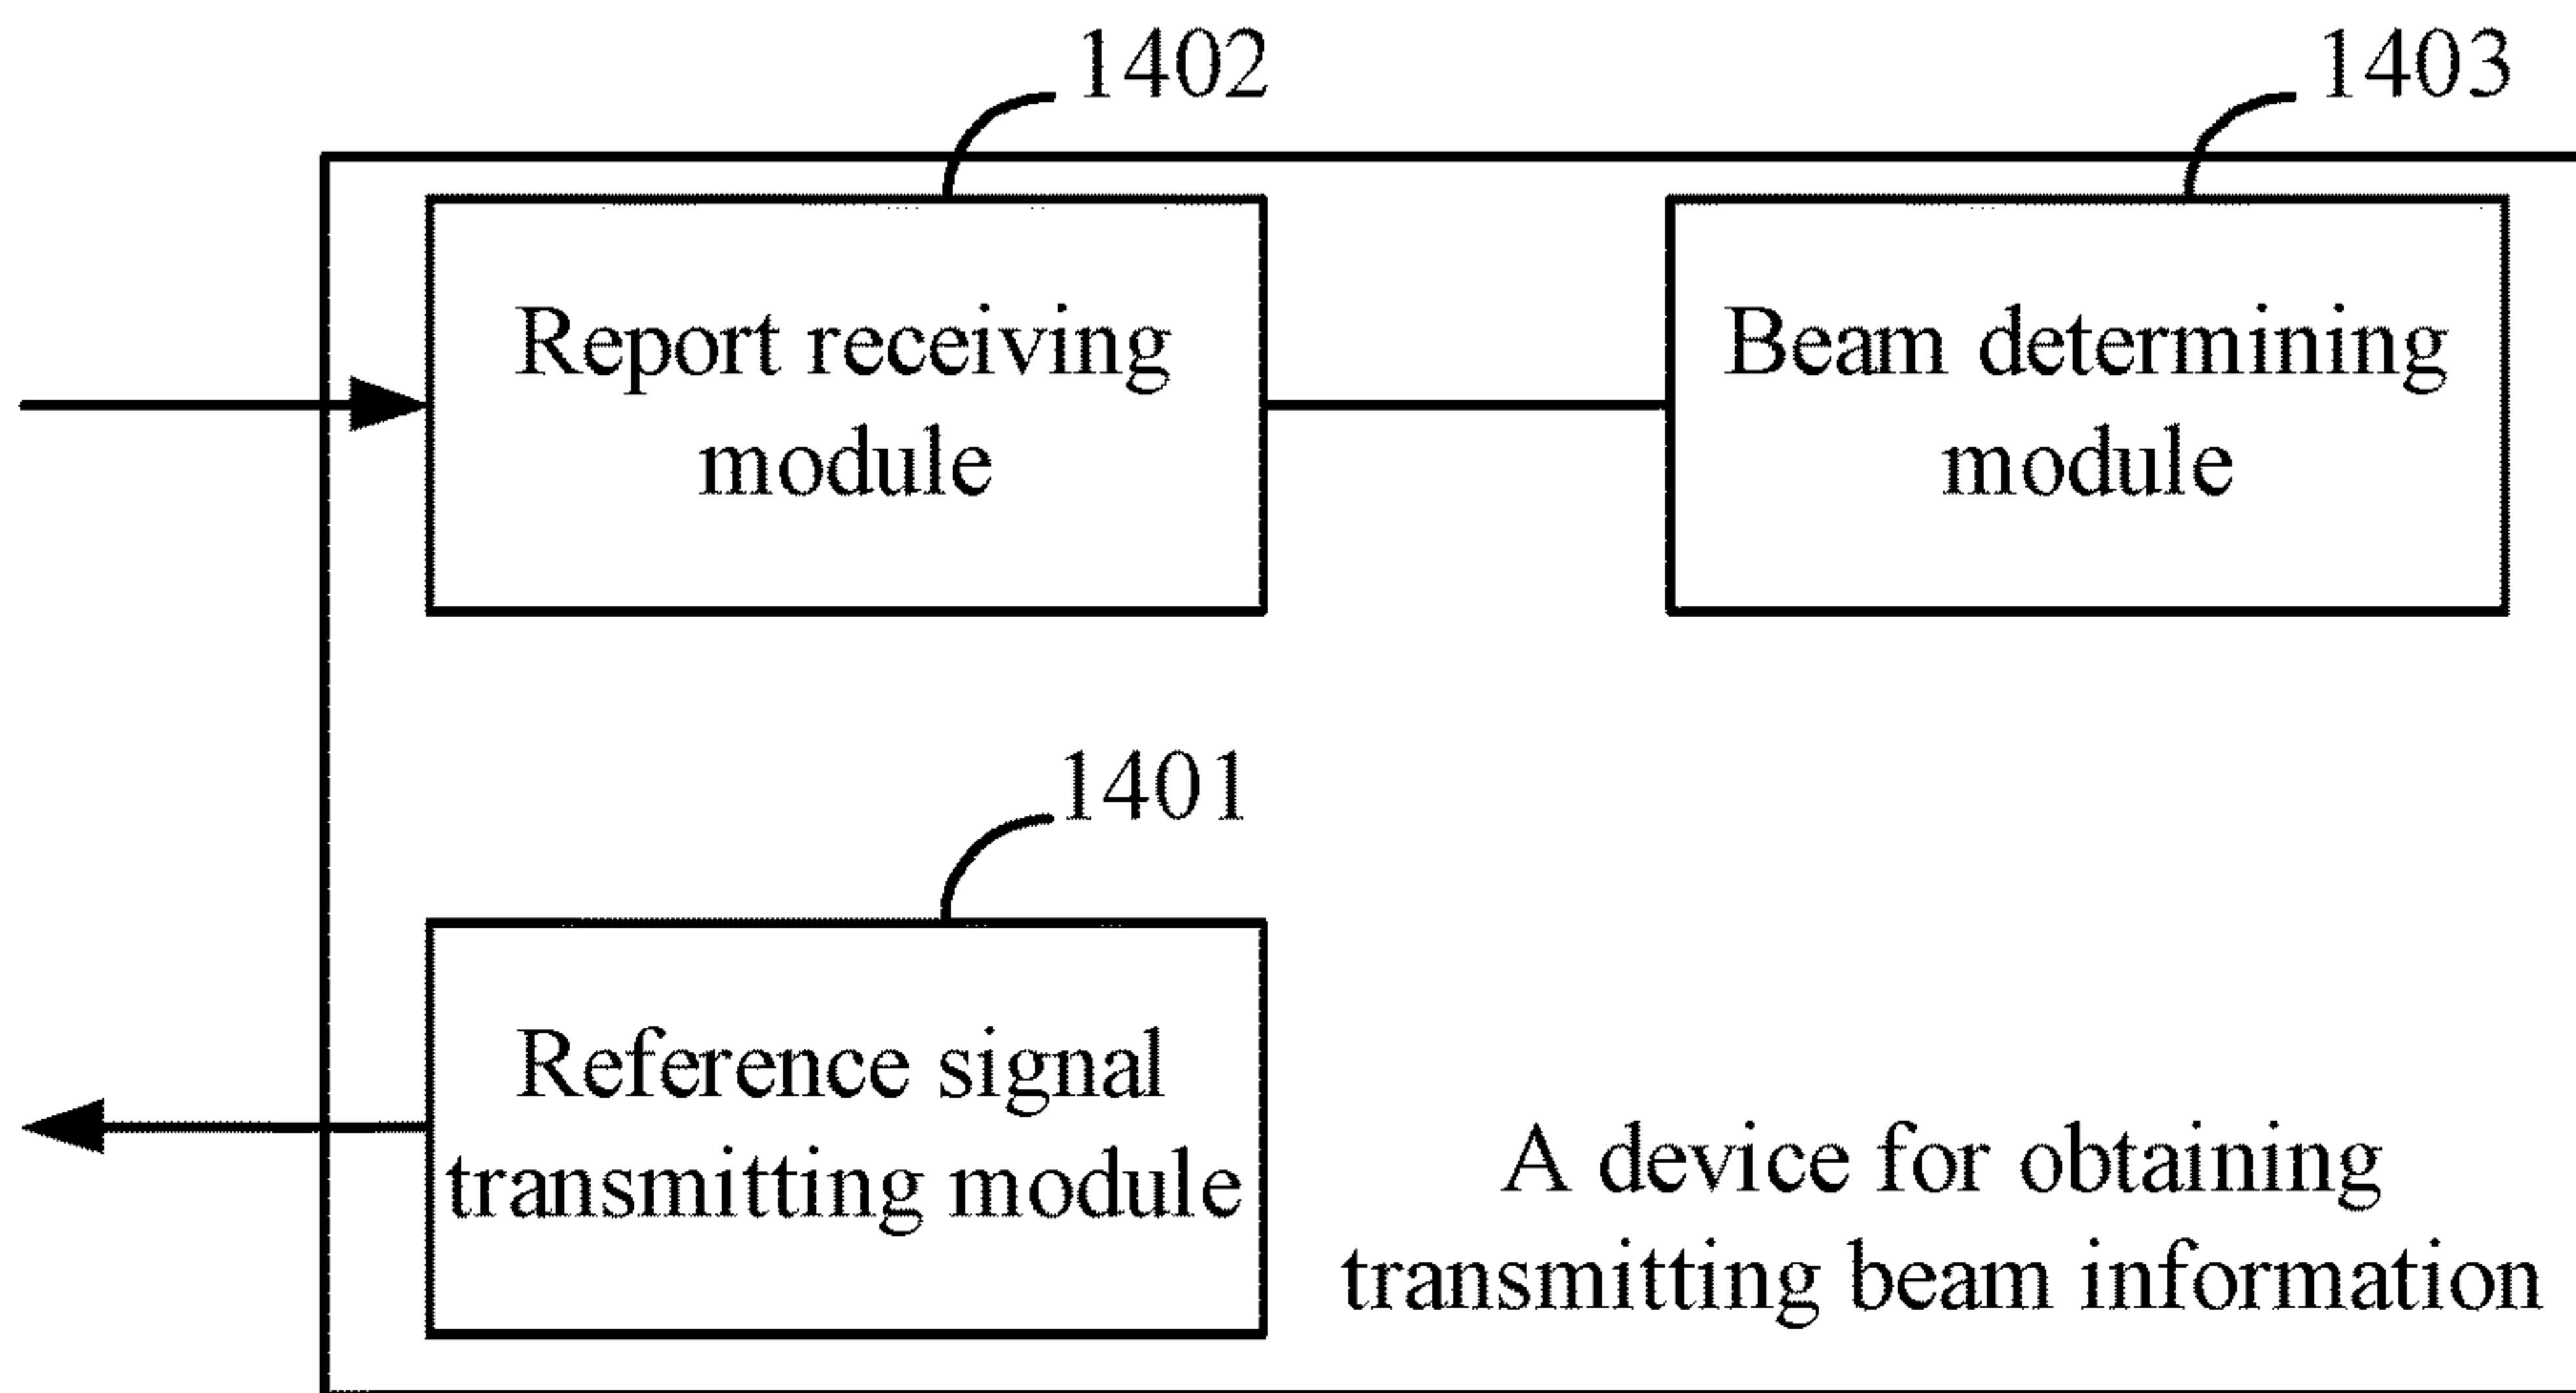 1402
1403
Report receiving
module
Beam determining
module
1401
Reference signal
transmitting module
A device for obtaining
transmitting beam information